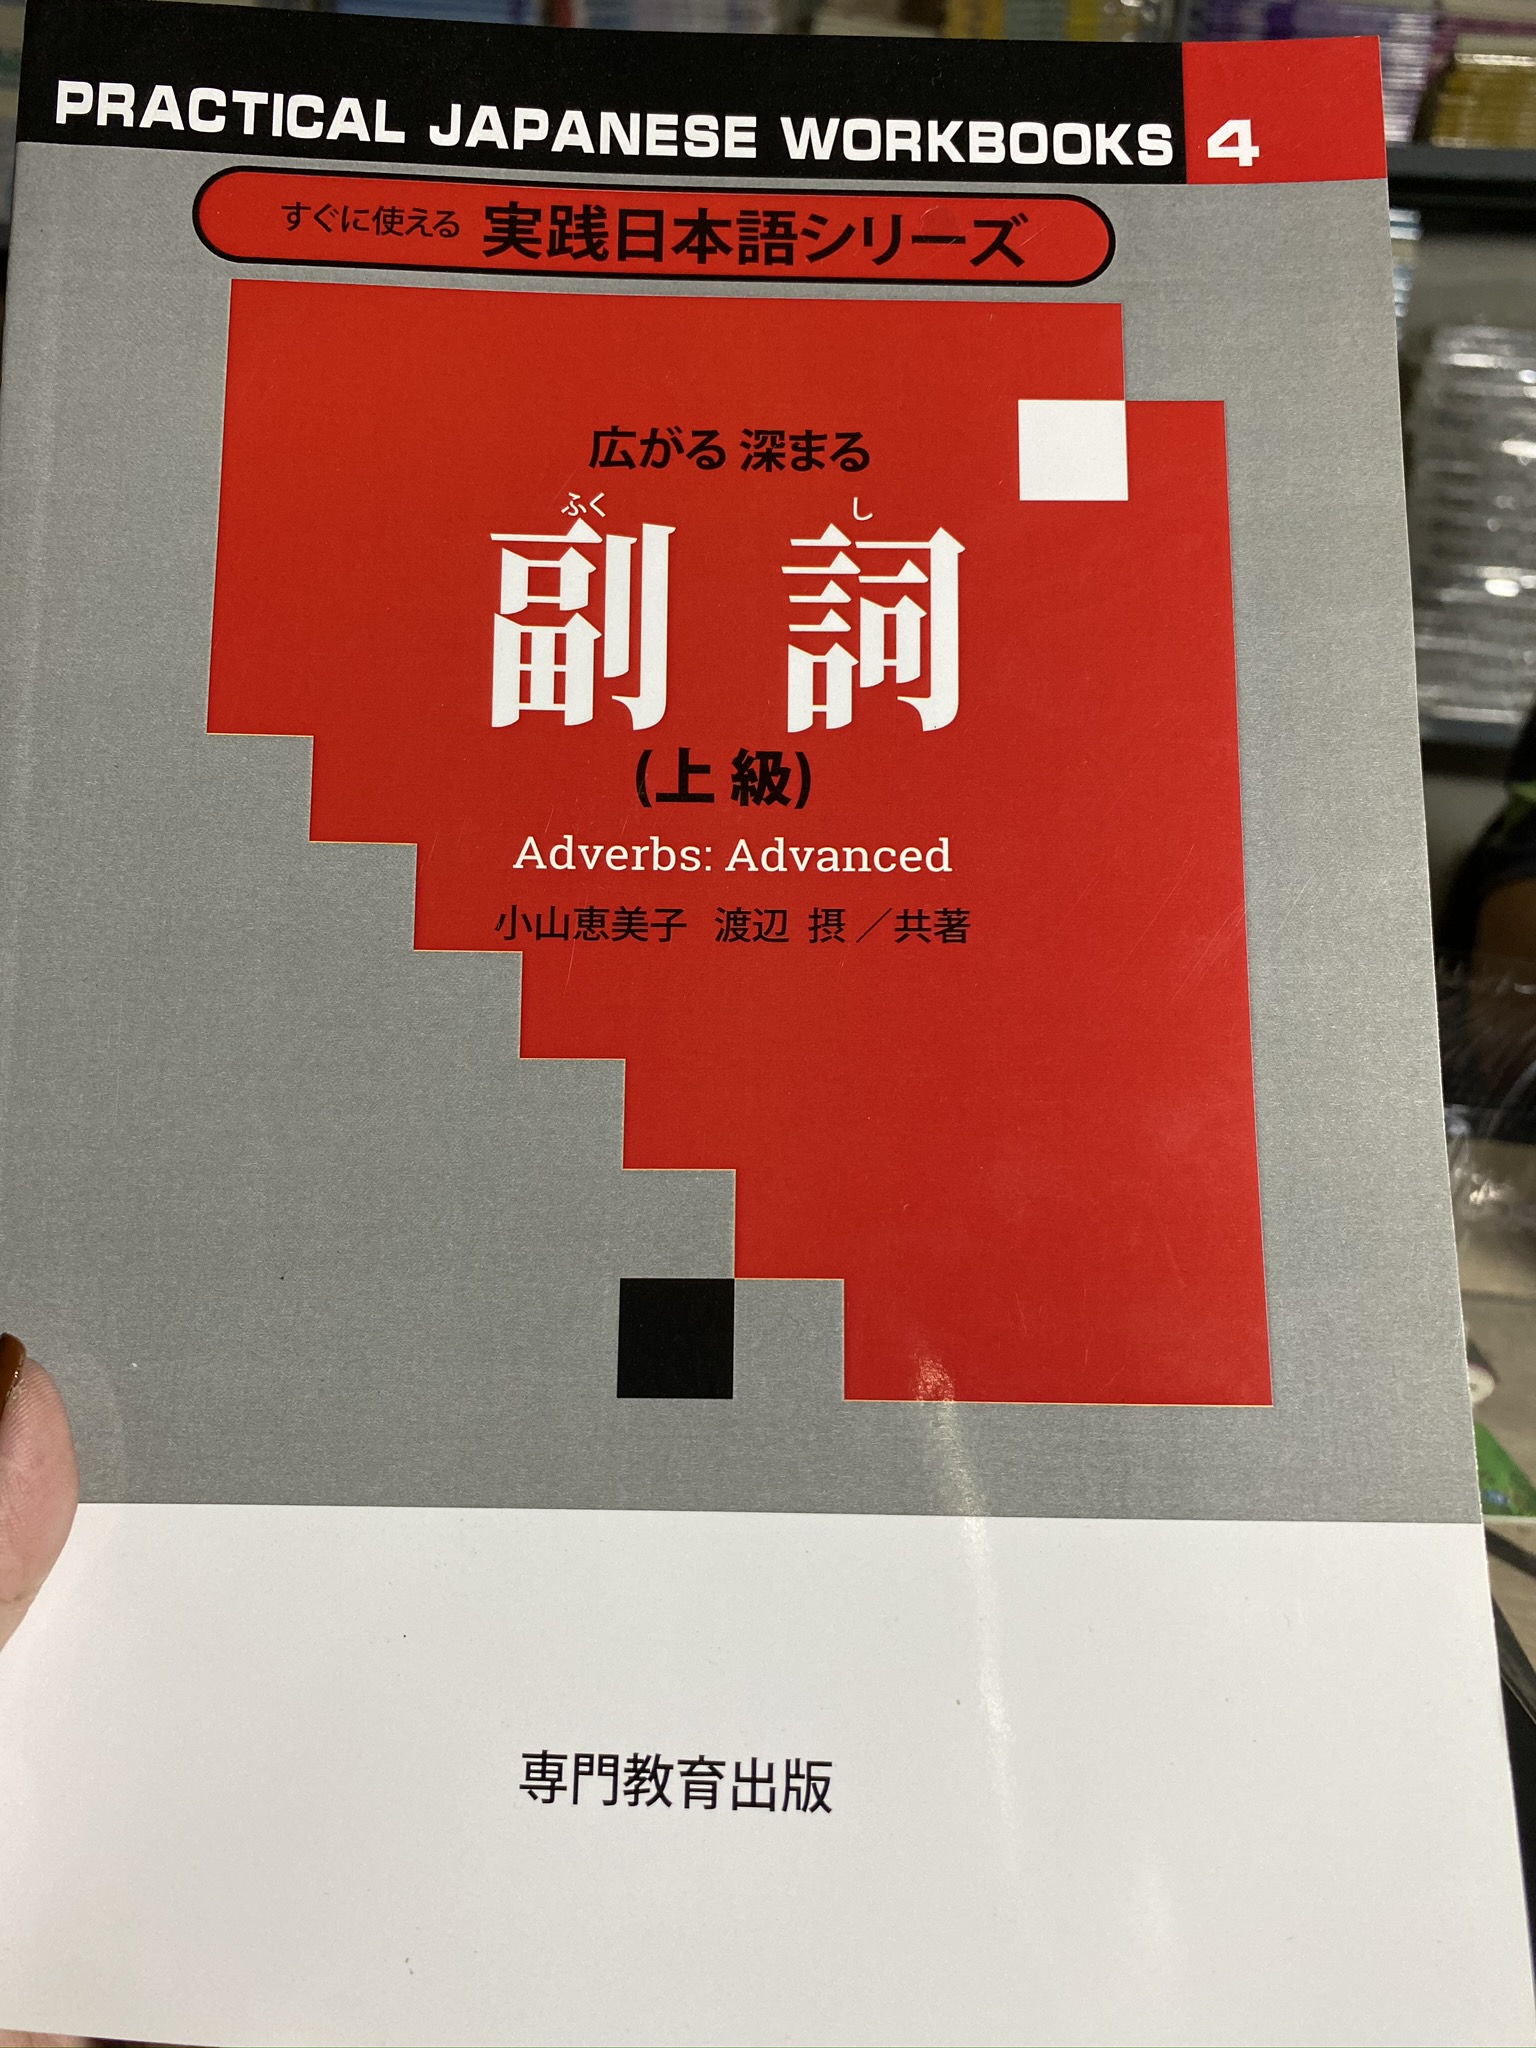 PRACTICAL JAPANESE WORKBOOKS 4
すぐに使える 実践日本語シリーズ
広がる 深まる
ふく し
副 詞
(上級)
Adverbs: Advanced
小山恵美子 渡辺 摂／共著
専門教育出版